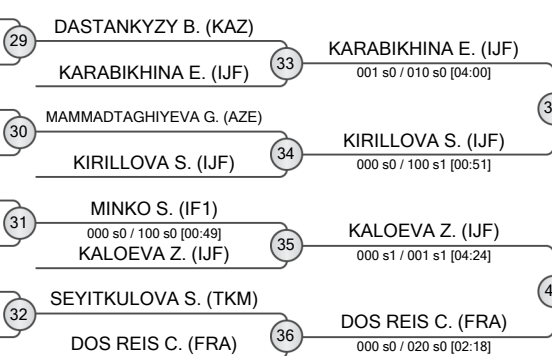 29
DASTANKYZY B. (KAZ)
KARABIKHINA E. (IJF)
33
KARABIKHINA E. (IJF)
001 s0 / 010 s0 [04:00]
30
MAMMADTAGHIYEVA G. (AZE)
KIRILLOVA S. (IJF)
34
KIRILLOVA S. (IJF)
000 s0 / 100 s1 [00:51]
31
MINKO S. (IF1)
000 s0 / 100 s0 [00:49]
KALOEVA Z. (IJF)
35
KALOEVA Z. (IJF)
000 s1 / 001 s1 [04:24]
32
SEYITKULOVA S. (TKM)
DOS REIS C. (FRA)
36
DOS REIS C. (FRA)
000 s0 / 020 s0 [02:18]